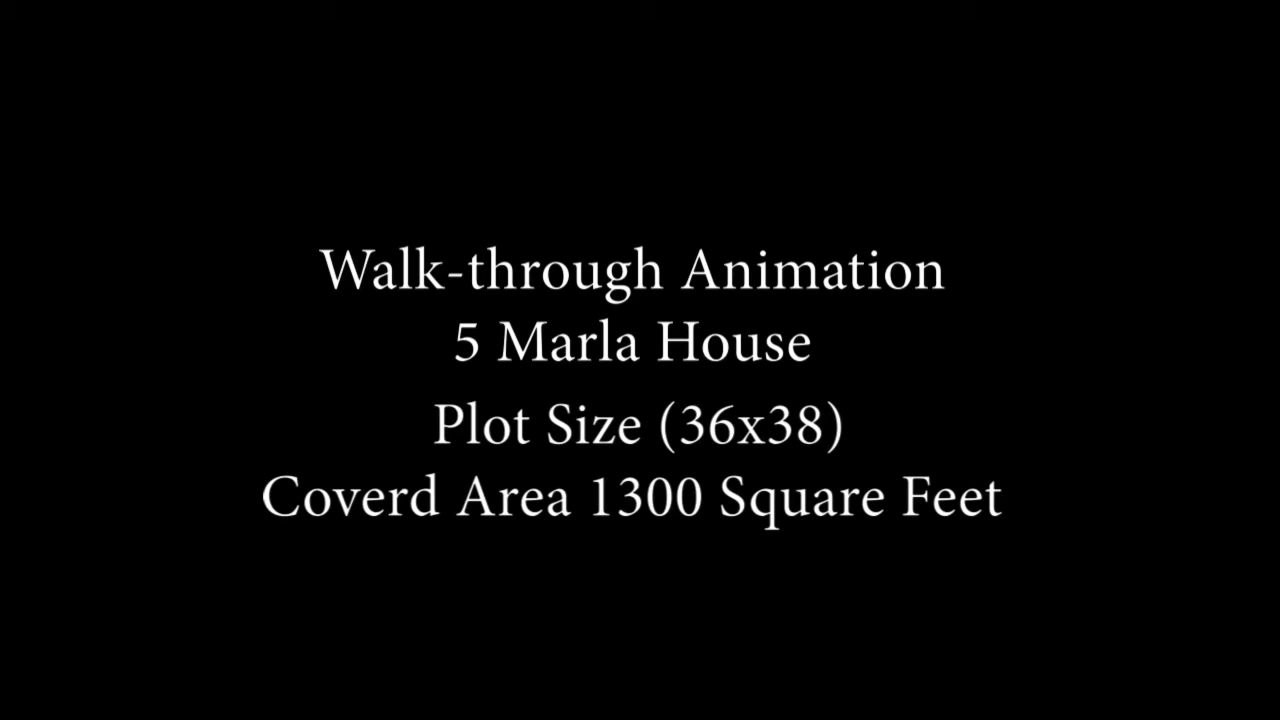 Walk-through Animation
5 Marla House
Plot Size (36x38)
Coverd Area 1300 Square Feet